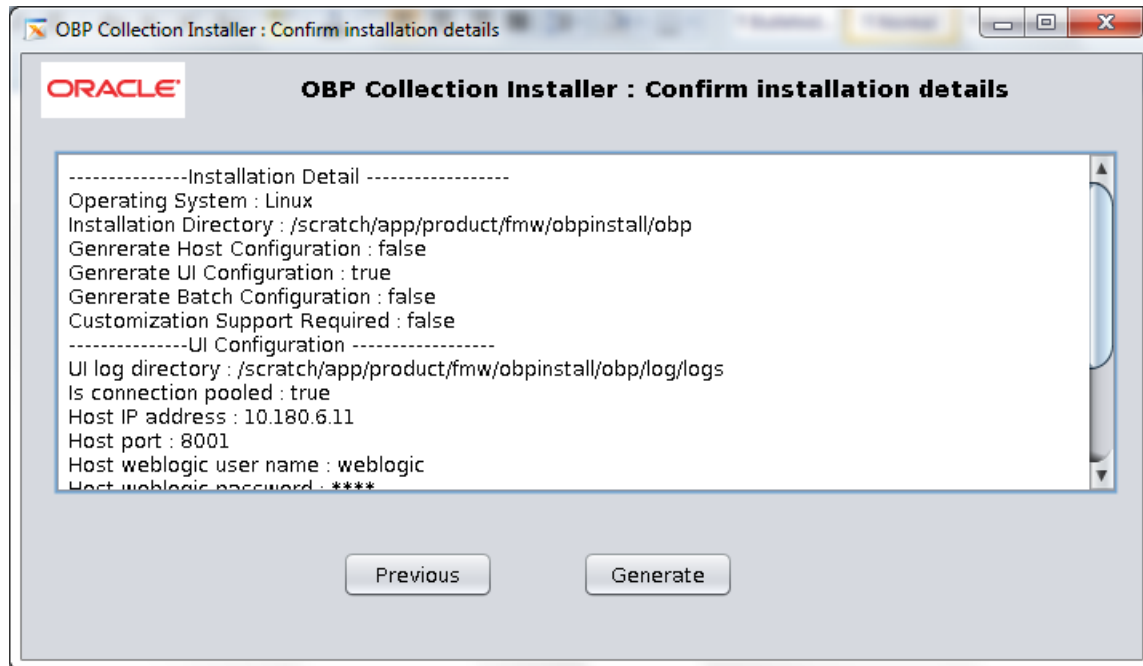 OBP Collection Installer : Confirm installation details
ORACLE®
OBP Collection Installer : Confirm installation details
---------------Installation Detail ------------------
Operating System : Linux
Installation Directory : /scratch/app/product/fmw/obpinstall/obp
Genrerate Host Configuration : false
Genrerate UI Configuration : true
Genrerate Batch Configuration : false
Customization Support Required : false
---------------UI Configuration ------------------
UI log directory : /scratch/app/product/fmw/obpinstall/obp/log/logs
Is connection pooled : true
Host IP address : 10.180.6.11
Host port : 8001
Host weblogic user name : weblogic
Host weblogic password : ****
Previous
Generate